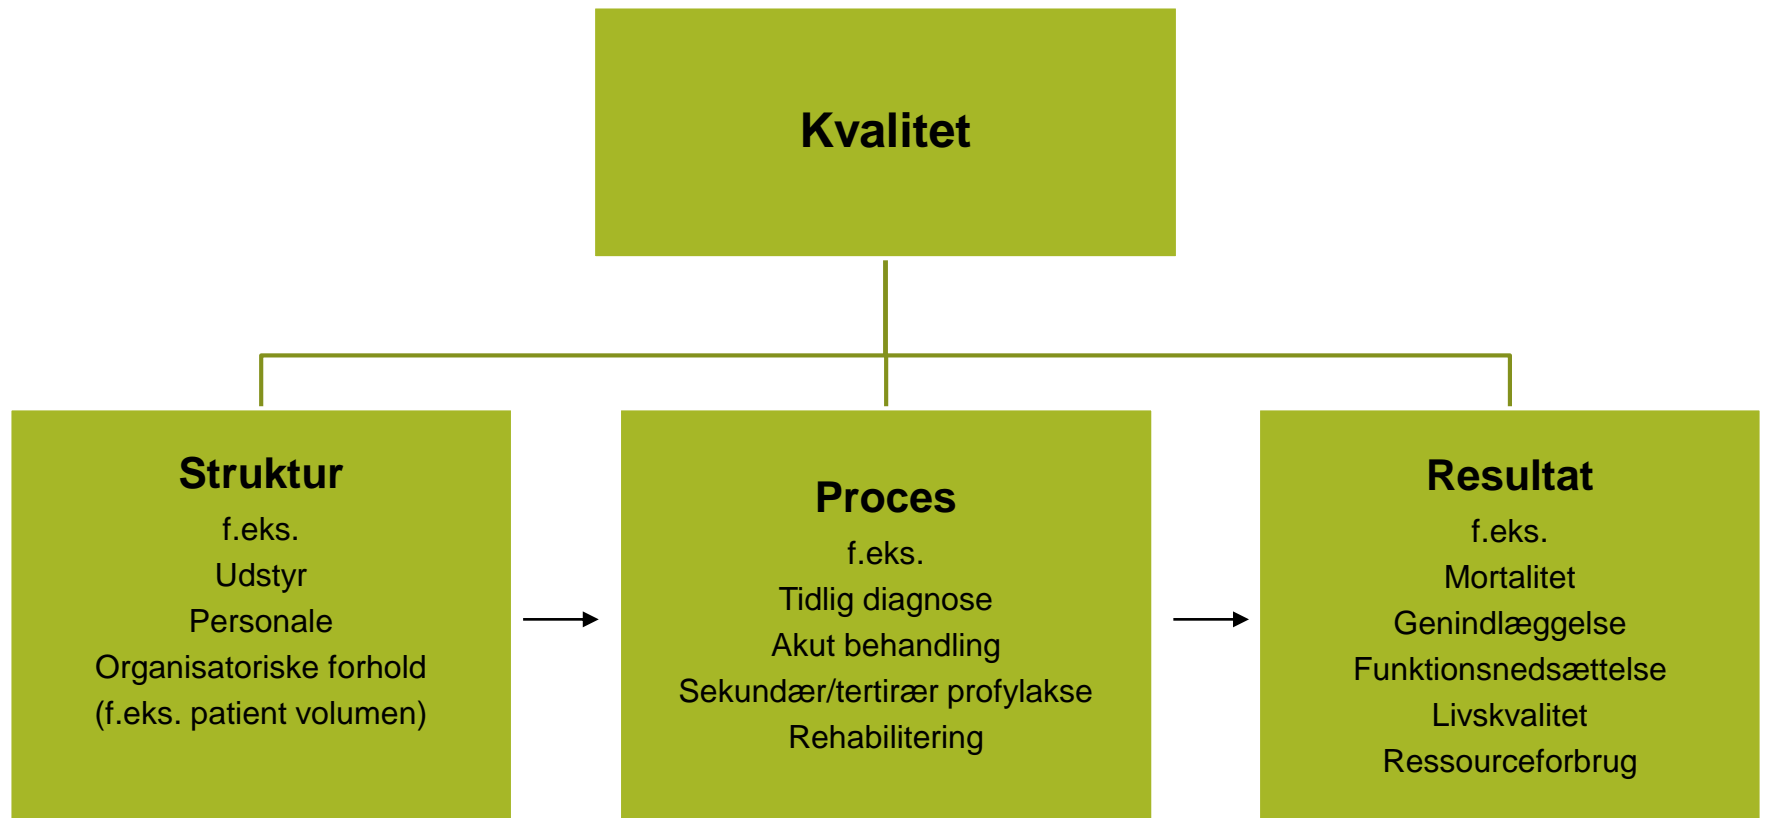 Kvalitet
Struktur
f.eks.
Udstyr
Personale
Organisatoriske forhold
(f.eks. patient volumen)
Proces
f.eks.
Tidlig diagnose
Akut behandling
Sekundær/tertirær profylakse
Rehabilitering
Resultat
f.eks.
Mortalitet
Genindlæggelse
Funktionsnedsættelse
Livskvalitet
Ressourceforbrug